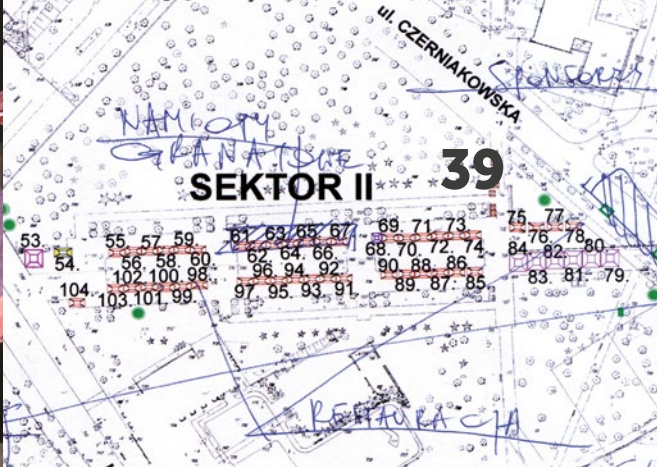 ul. CZERNIAKOWSKA
SPONSORZY
NAMIOTY
GRANATOWE
39
SEKTOR II
53.
54.
55. 57. 59.
56. 58. 60.
102. 100. 98.
103. 101. 99.
104.
61. 63. 65. 67.
62. 64. 66.
96. 94. 92.
97. 95. 93. 91.
69. 71. 73.
68. 70. 72. 74.
90. 88. 86.
89. 87. 85.
75. 77.
76. 78.
84. 82. 80.
83. 81. 79.
RESTAURACJA